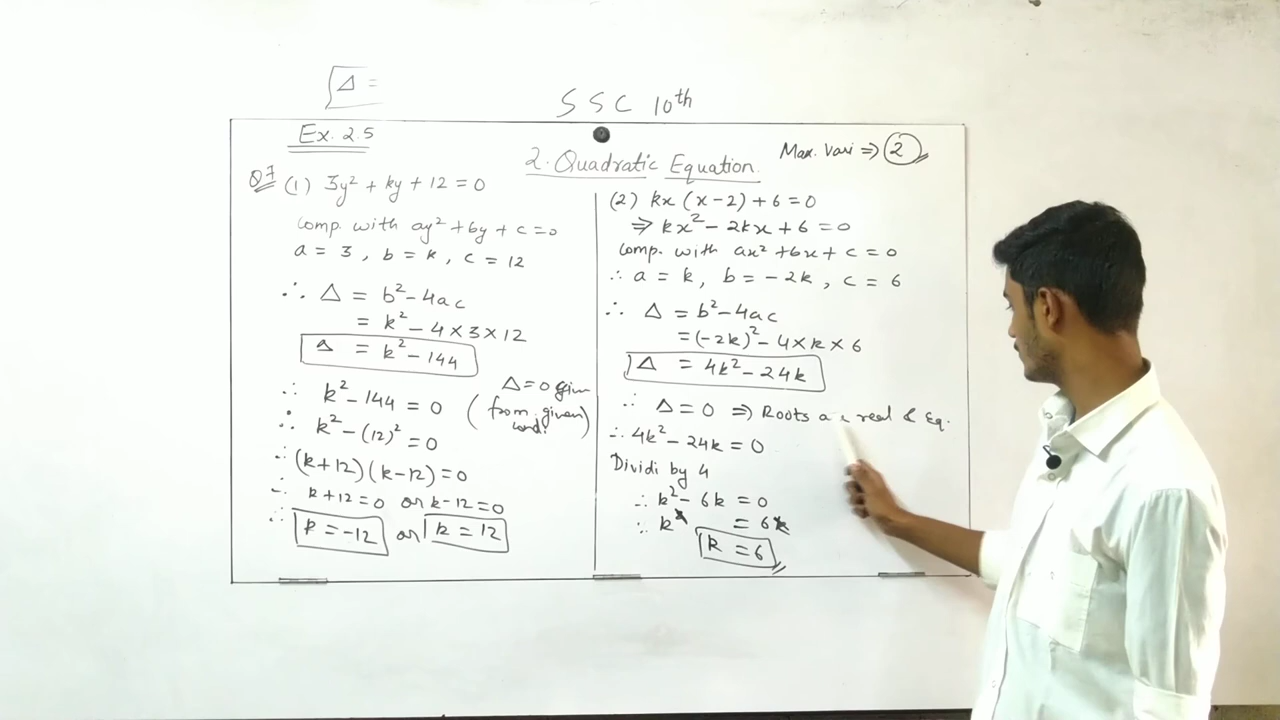 Δ =
SSC 10th
Ex. 2.5
2. Quadratic Equation
Max. Vari ⇒ 2
Q7 (1) 3y² + ky + 12 = 0
Comp. with ay² + by + c = 0
a = 3, b = k, c = 12
∴ Δ = b² - 4ac
= k² - 4 × 3 × 12
Δ = k² - 144
∴ k² - 144 = 0
(Δ = 0 given
from given
cond.)
∴ k² - (12)² = 0
∴ (k+12)(k-12) = 0
∴ k+12 = 0 or k-12 = 0
∴ k = -12 or k = 12
(2) kx (x-2) + 6 = 0
⇒ kx² - 2kx + 6 = 0
Comp. with ax² + bx + c = 0
∴ a = k, b = -2k, c = 6
∴ Δ = b² - 4ac
= (-2k)² - 4 × k × 6
Δ = 4k² - 24k
∴ Δ = 0 ⇒ Roots real & Eq.
∴ 4k² - 24k = 0
Dividi by 4
∴ k² - 6k = 0
∴ k² = 6k
k = 6